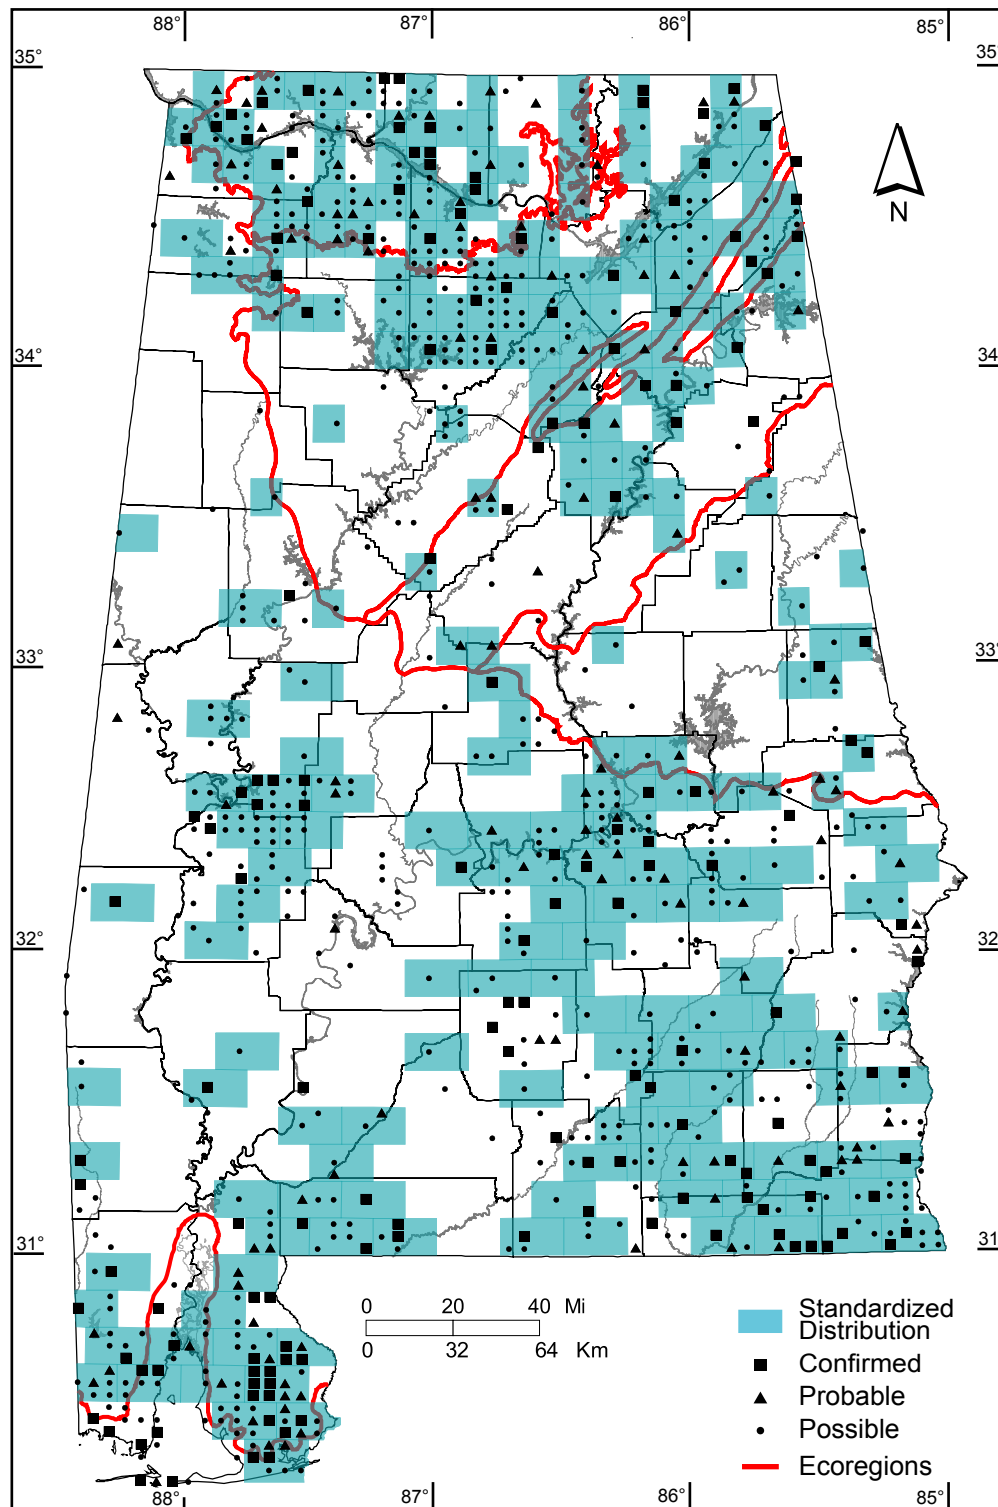 88° 87° 86° 85°
35° 35°
N
34° 34°
33° 33°
32° 32°
31° 31°
0 20 40 Mi
0 32 64 Km
Standardized
Distribution
Confirmed
Probable
Possible
Ecoregions
88° 87° 86° 85°